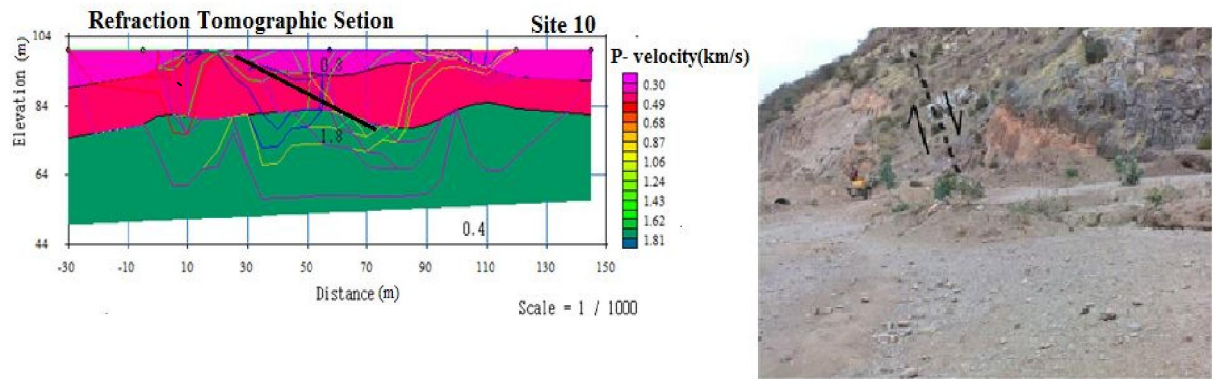 Refraction Tomographic Setion
Site 10
P- velocity(km/s)
Elevation (m)
104
84
64
44
0.3
1.8
0.4
0.30
0.49
0.68
0.87
1.06
1.24
1.43
1.62
1.81
-30 -10 10 30 50 70 90 110 130 150
Distance (m)
Scale = 1 / 1000